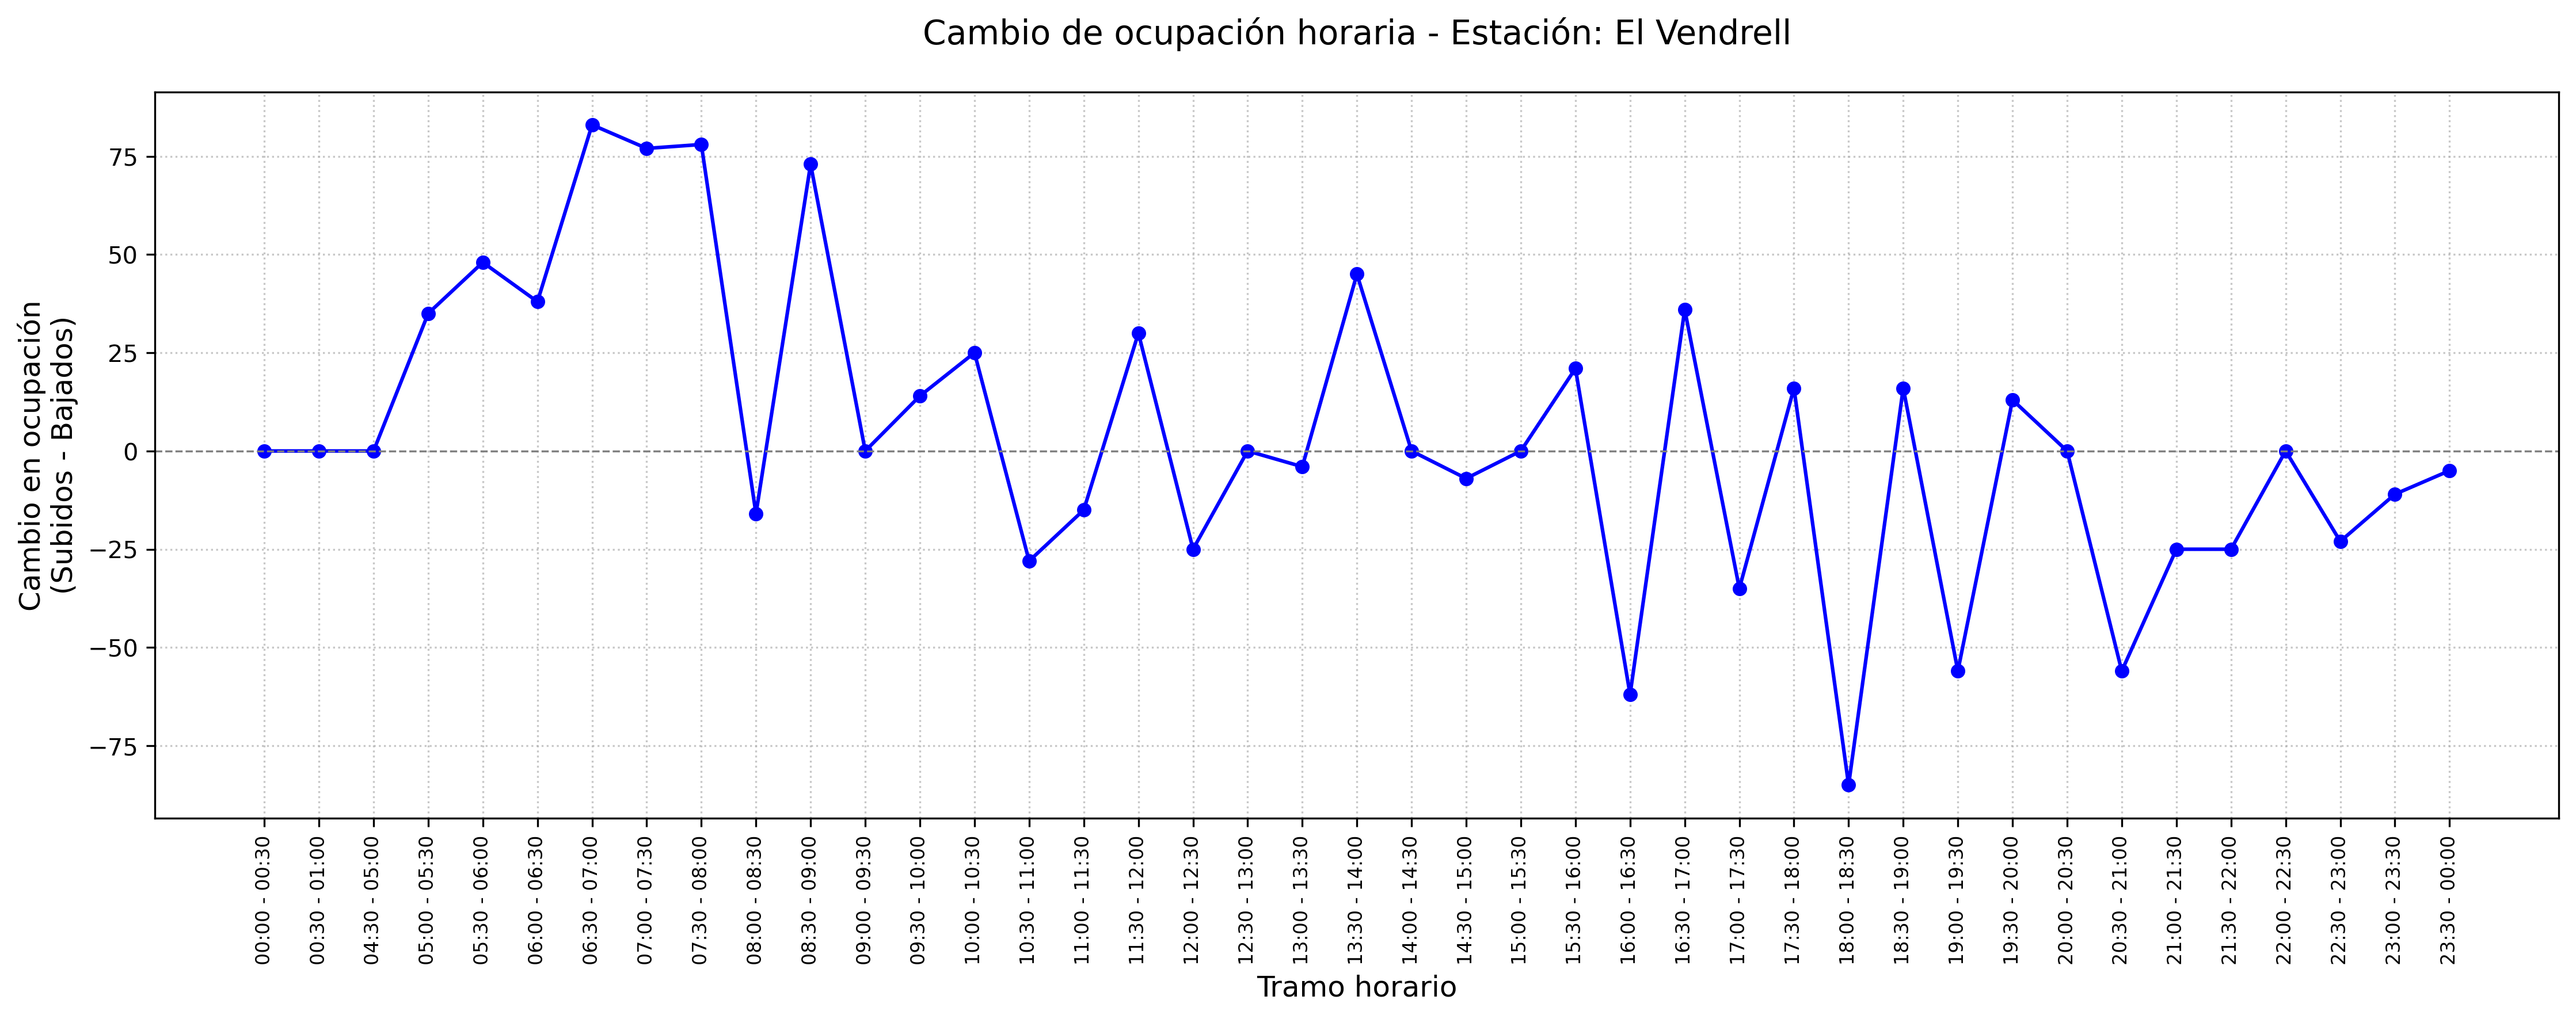 Cambio de ocupación horaria - Estación: El Vendrell
Cambio en ocupación
(Subidos - Bajados)
75
50
25
0
−25
−50
−75
00:00 - 00:30
00:30 - 01:00
04:30 - 05:00
05:00 - 05:30
05:30 - 06:00
06:00 - 06:30
06:30 - 07:00
07:00 - 07:30
07:30 - 08:00
08:00 - 08:30
08:30 - 09:00
09:00 - 09:30
09:30 - 10:00
10:00 - 10:30
10:30 - 11:00
11:00 - 11:30
11:30 - 12:00
12:00 - 12:30
12:30 - 13:00
13:00 - 13:30
13:30 - 14:00
14:00 - 14:30
14:30 - 15:00
15:00 - 15:30
15:30 - 16:00
16:00 - 16:30
16:30 - 17:00
17:00 - 17:30
17:30 - 18:00
18:00 - 18:30
18:30 - 19:00
19:00 - 19:30
19:30 - 20:00
20:00 - 20:30
20:30 - 21:00
21:00 - 21:30
21:30 - 22:00
22:00 - 22:30
22:30 - 23:00
23:00 - 23:30
23:30 - 00:00
Tramo horario